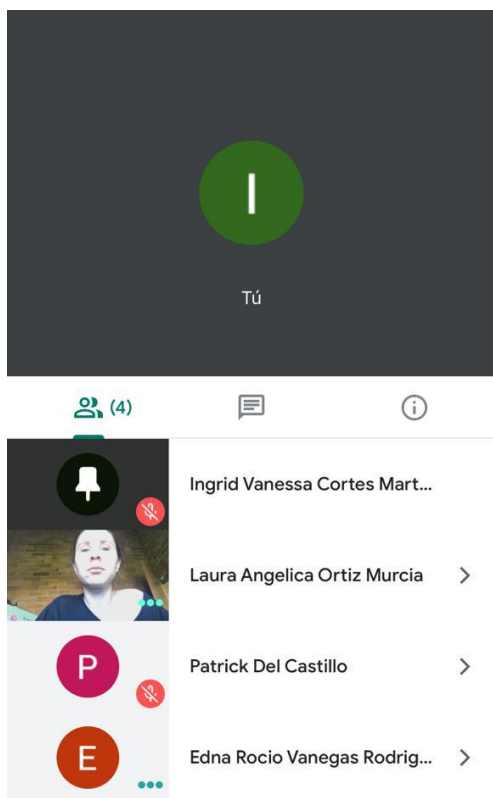 I
Tú
(4)
Ingrid Vanessa Cortes Mart...
Laura Angelica Ortiz Murcia
P
Patrick Del Castillo
E
Edna Rocio Vanegas Rodrig...